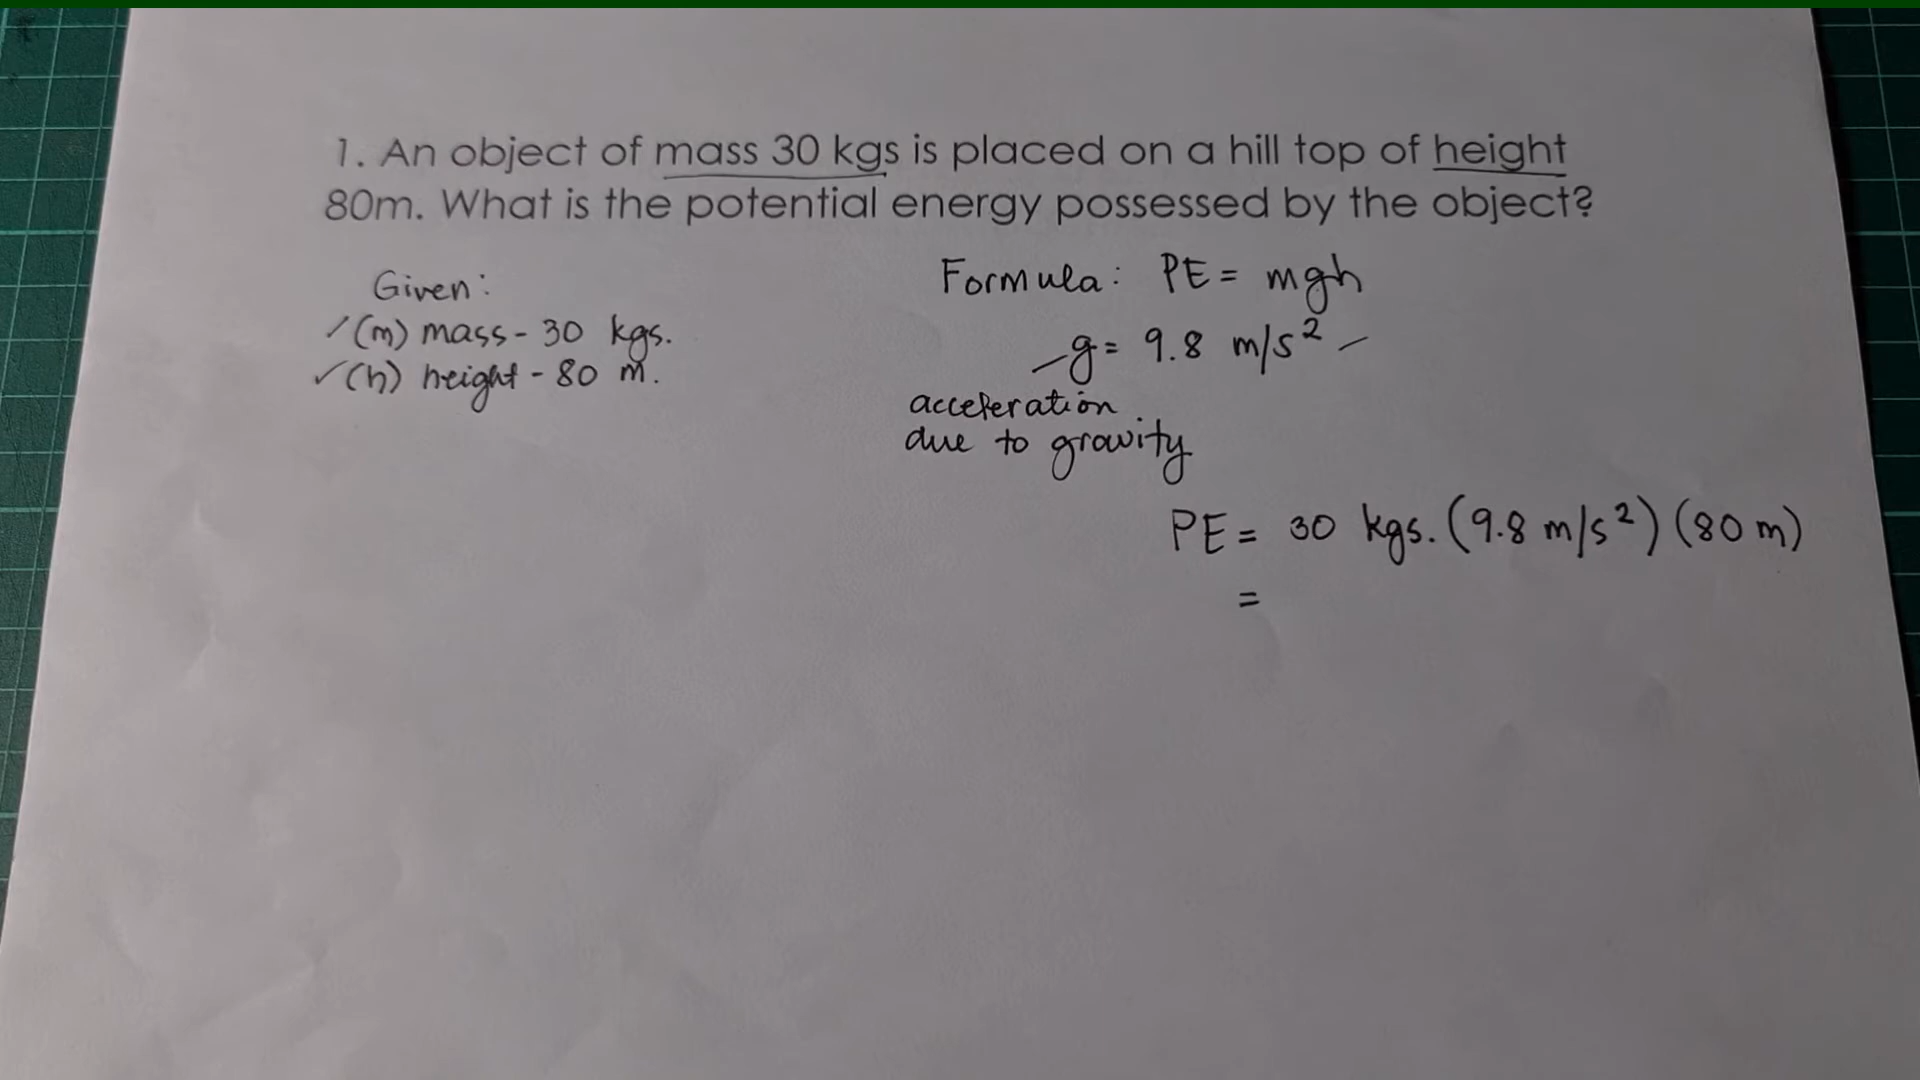 1. An object of mass 30 kgs is placed on a hill top of height
80m. What is the potential energy possessed by the object?
Given:
(m) mass - 30 kgs.
(h) height - 80 m.
Formula: PE = mgh
g = 9.8 m/s²
acceleration
due to gravity
PE = 30 kgs. (9.8 m/s²) (80 m)
=